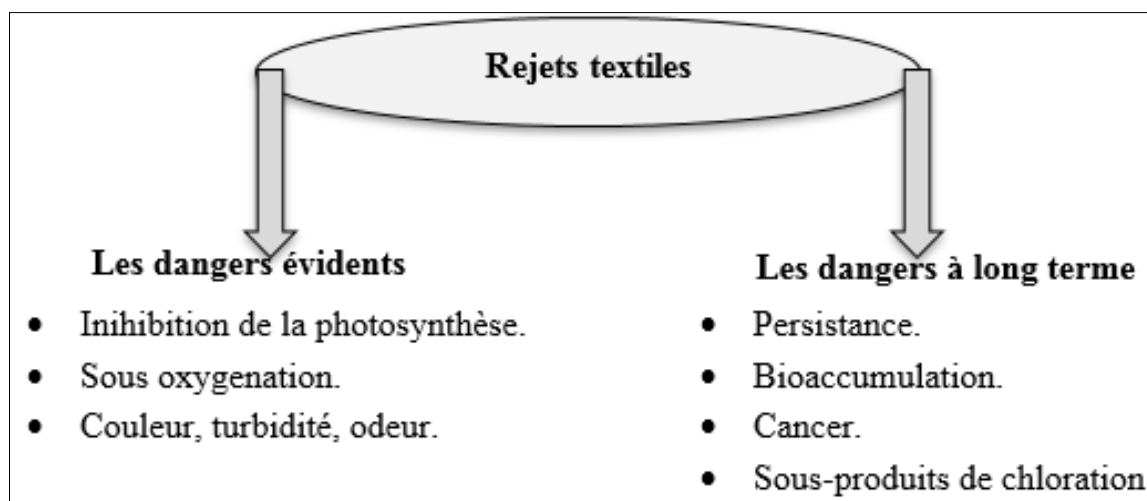 Rejets textiles
Les dangers évidents
• Inihibition de la photosynthèse.
• Sous oxygenation.
• Couleur, turbidité, odeur.
Les dangers à long terme
• Persistance.
• Bioaccumulation.
• Cancer.
• Sous-produits de chloration